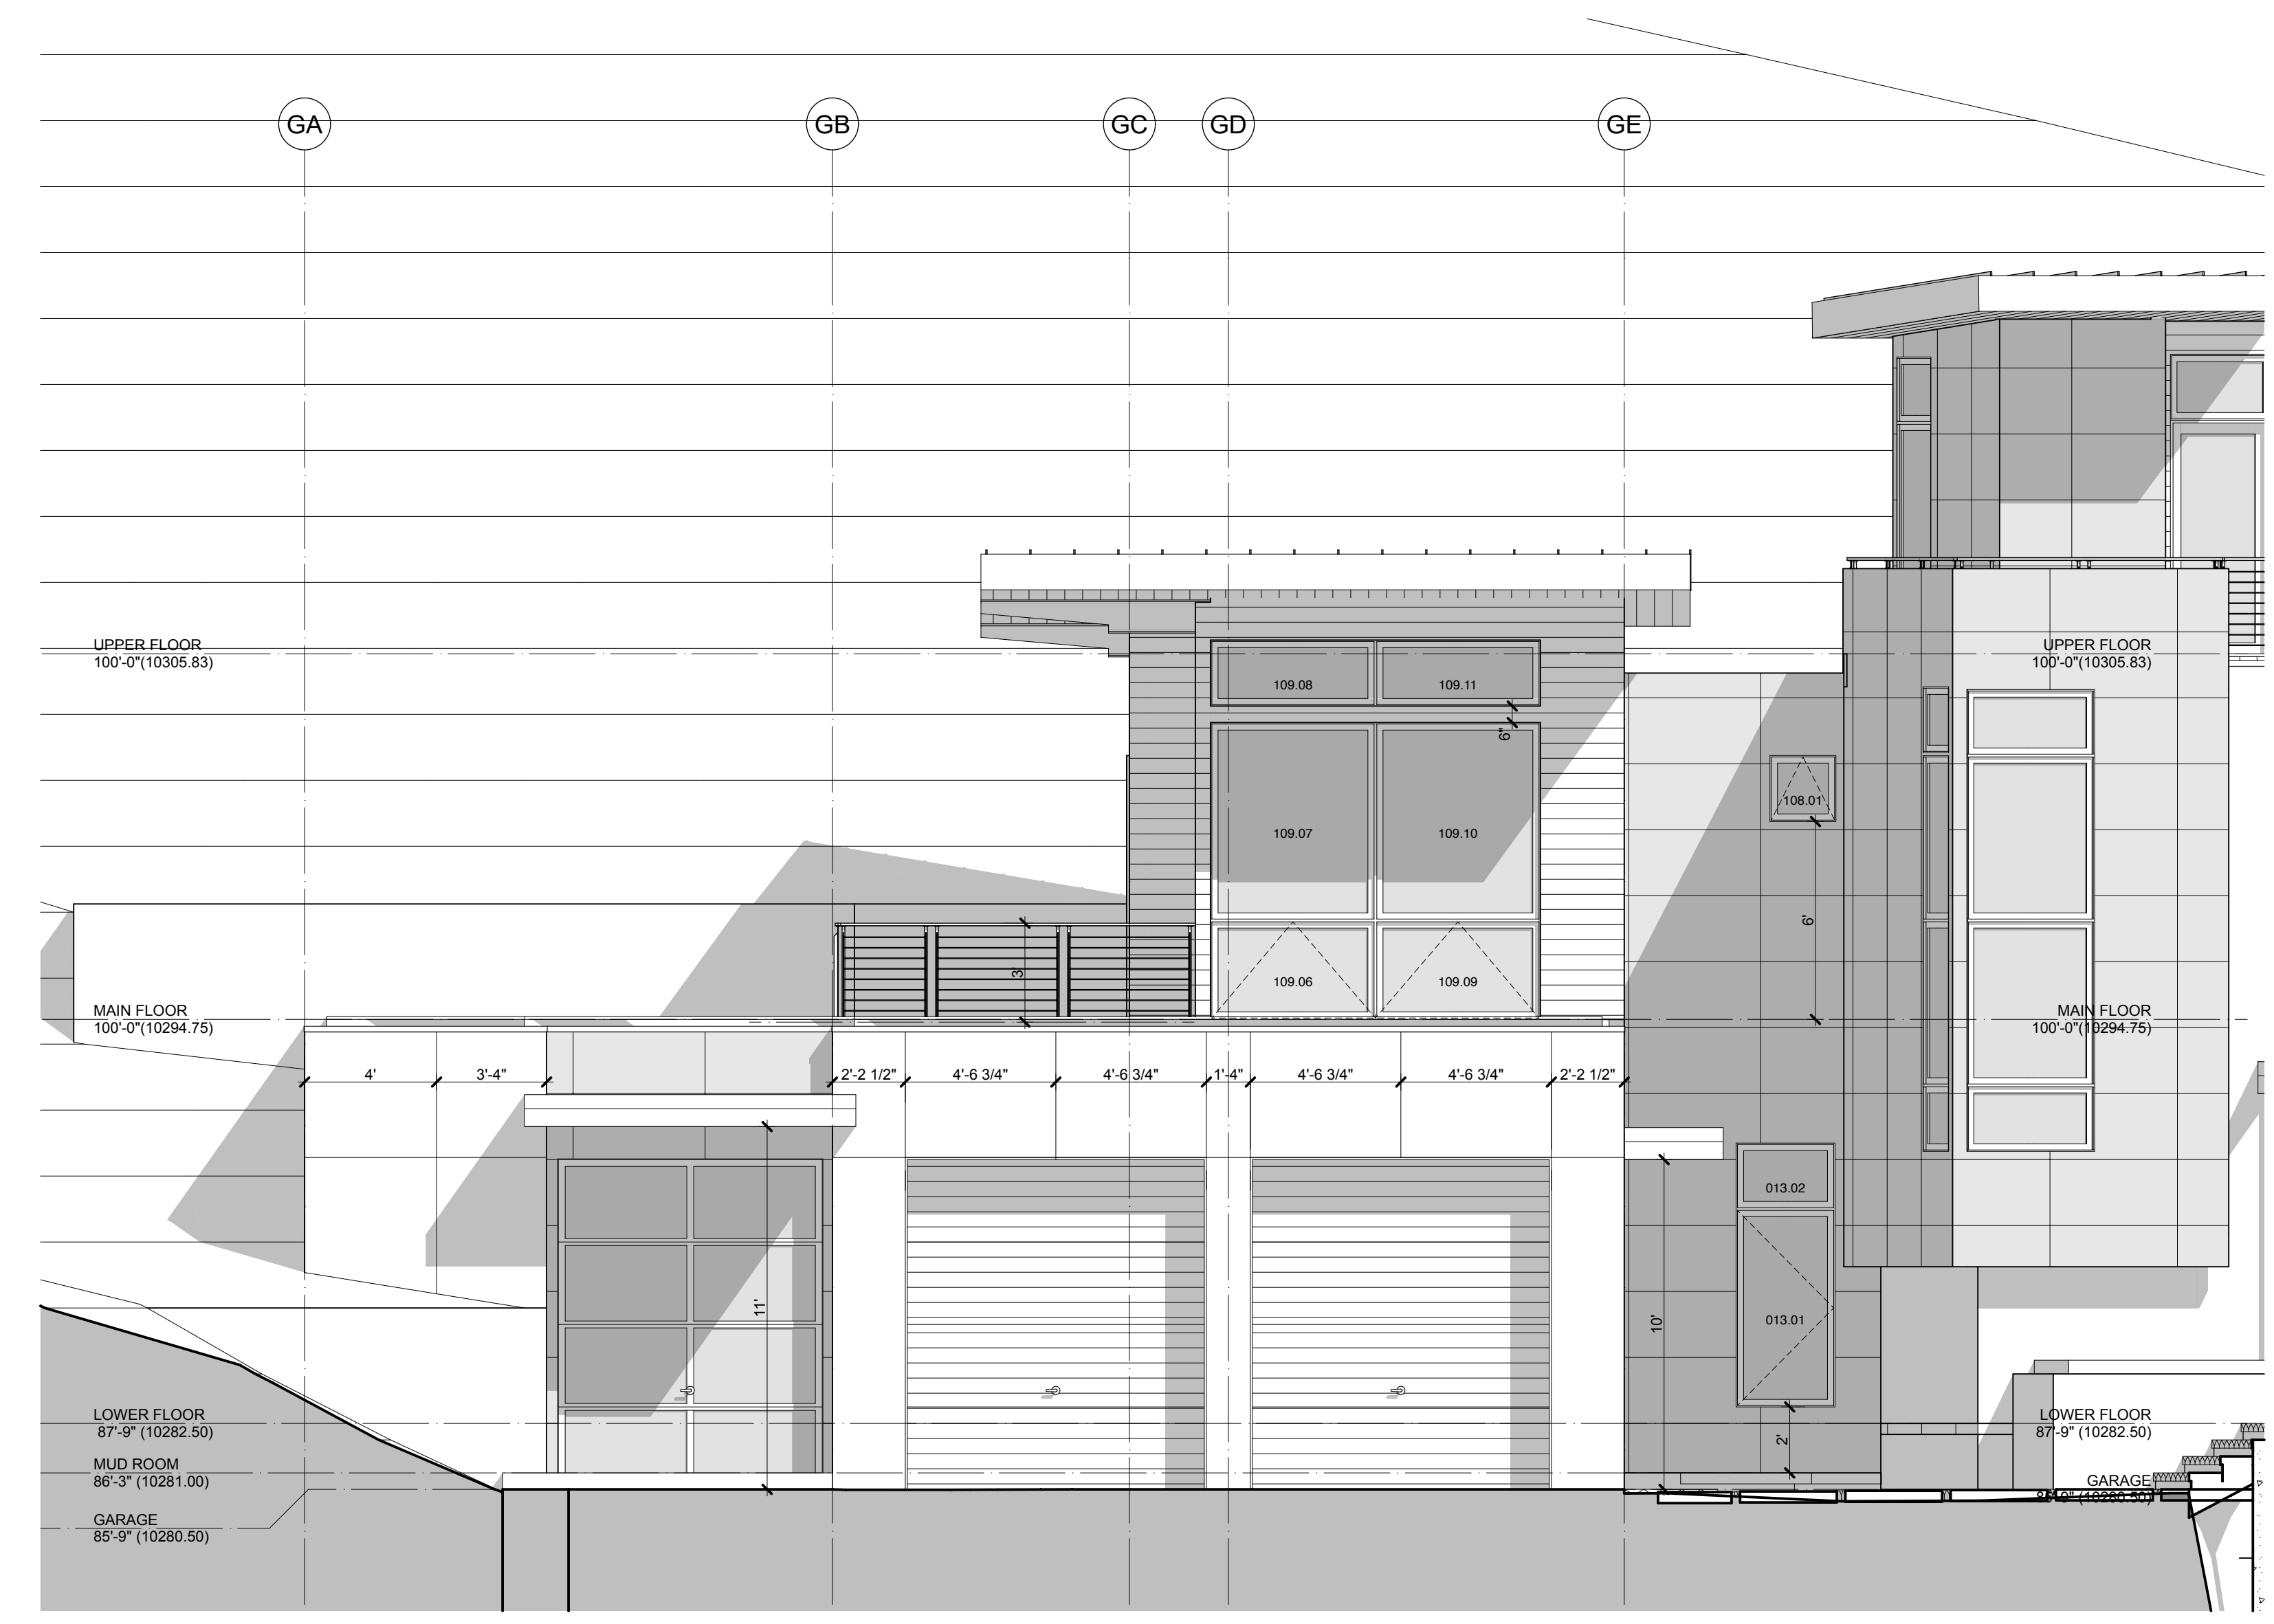 GA
GB
GC
GD
GE
UPPER FLOOR
100'-0"(10305.83)
UPPER FLOOR
100'-0"(10305.83)
109.08
109.11
6"
109.07
109.10
108.01
6'
3'
109.06
109.09
MAIN FLOOR
100'-0"(10294.75)
MAIN FLOOR
100'-0"(10294.75)
4'
3'-4"
2'-2 1/2"
4'-6 3/4"
4'-6 3/4"
1'-4"
4'-6 3/4"
4'-6 3/4"
2'-2 1/2"
013.02
11'
10'
013.01
LOWER FLOOR
87'-9" (10282.50)
LOWER FLOOR
87'-9" (10282.50)
2'
MUD ROOM
86'-3" (10281.00)
GARAGE
85'-9" (10280.50)
GARAGE
85'-9" (10280.50)